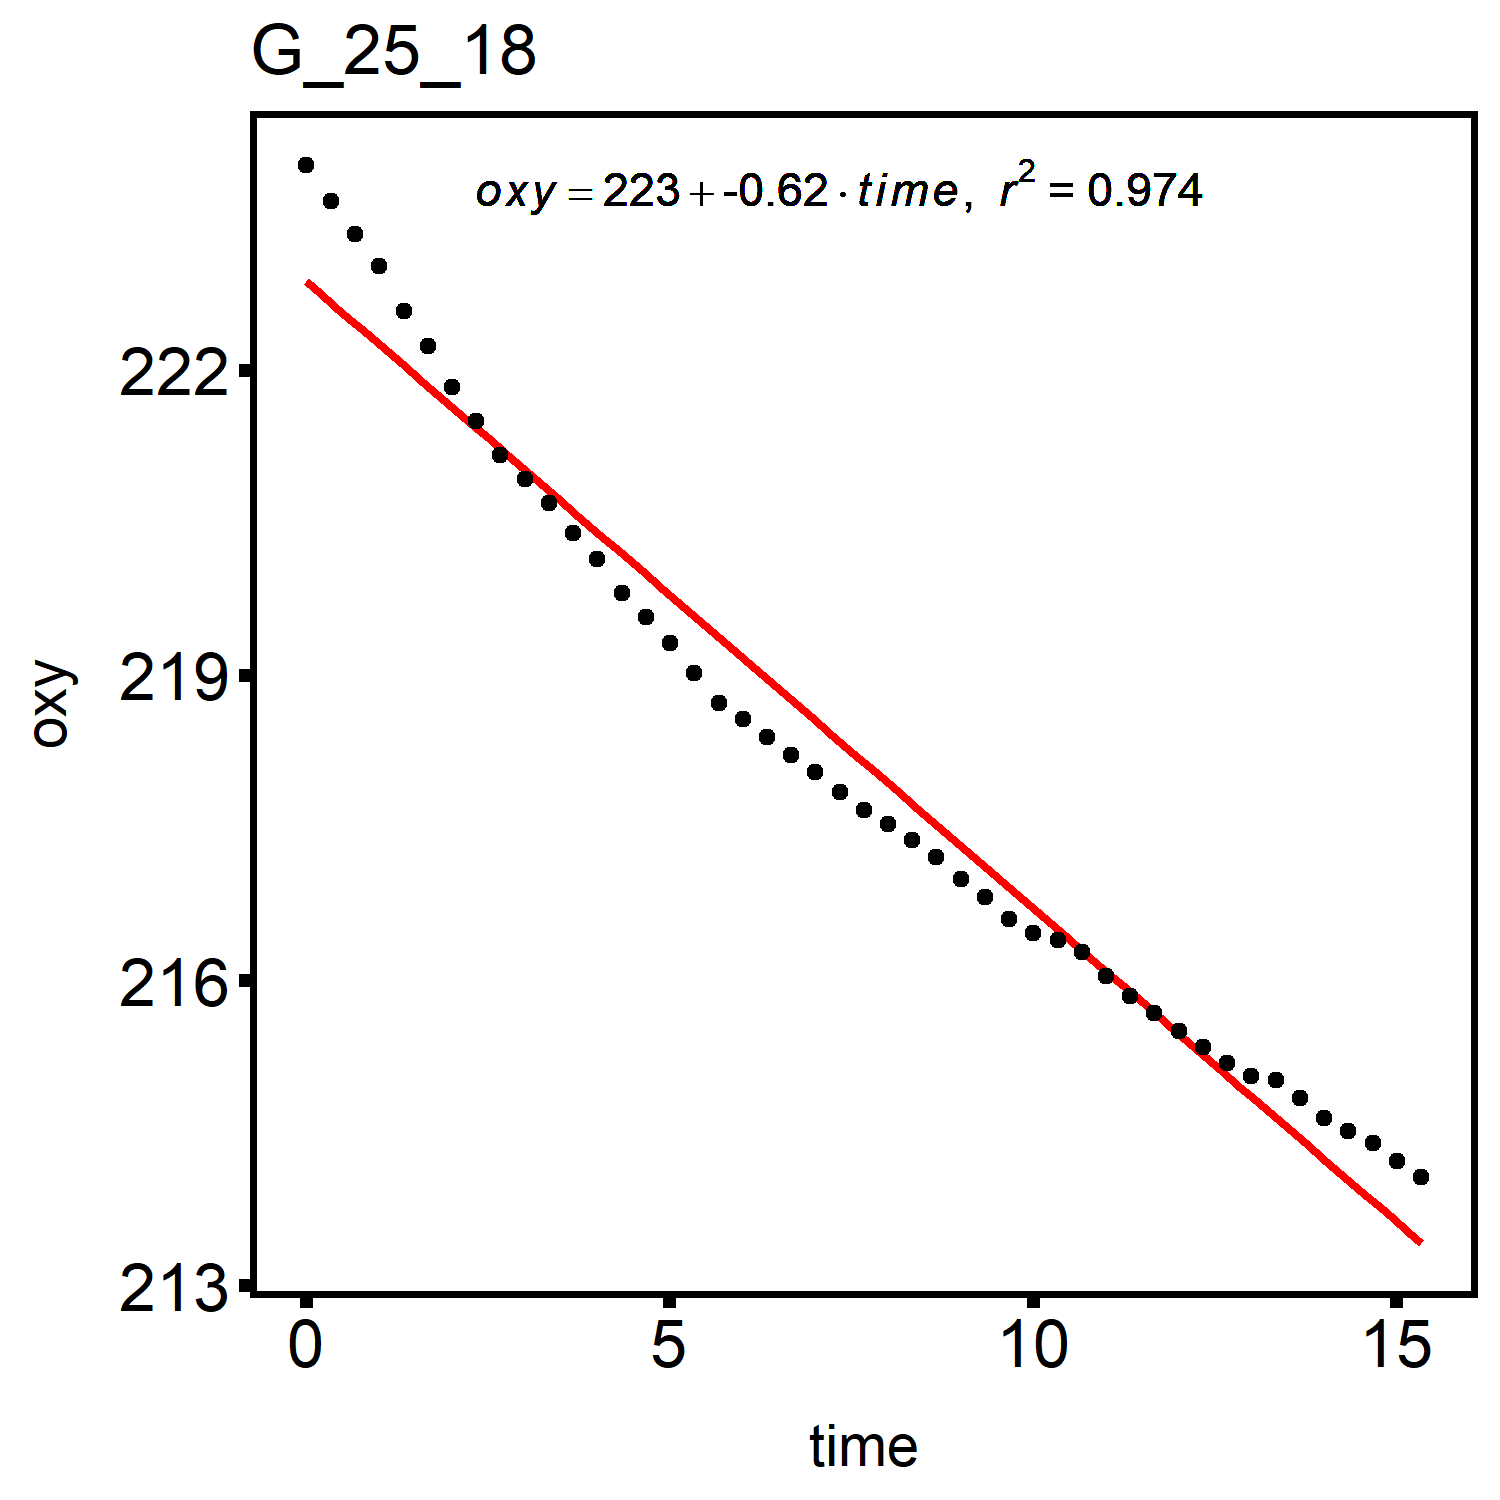 G_25_18
oxy = 223 + -0.62 · time, r² = 0.974
222
219
216
213
oxy
0 5 10 15
time